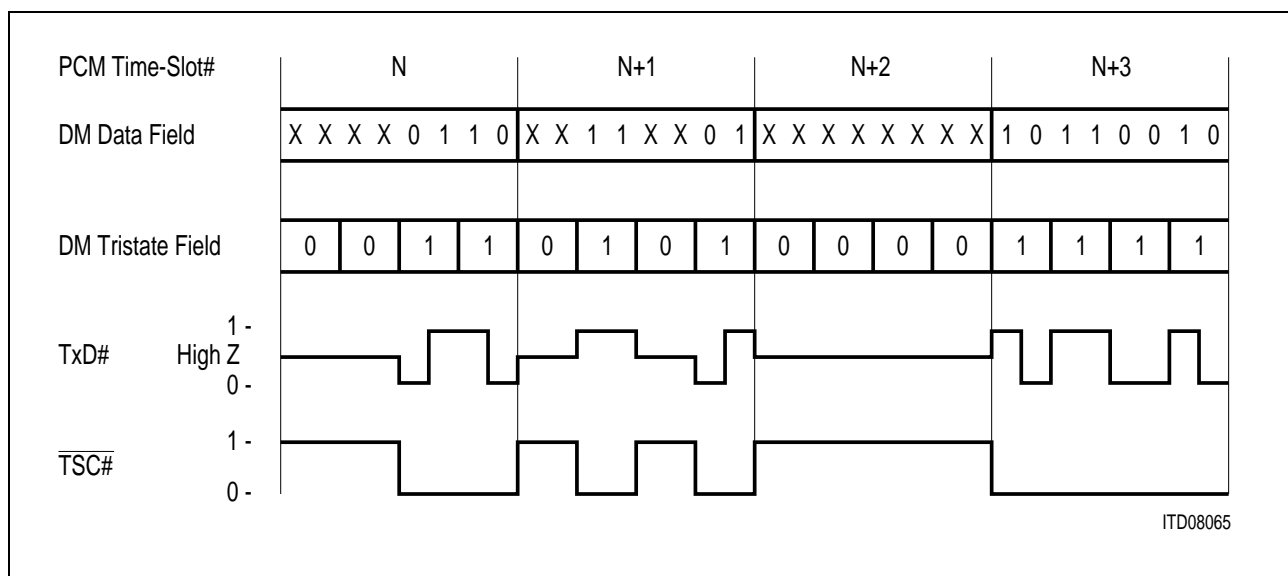 PCM Time-Slot# N N+1 N+2 N+3
DM Data Field X X X X 0 1 1 0 X X 1 1 X X 0 1 X X X X X X X X 1 0 1 1 0 0 1 0
DM Tristate Field 0 0 1 1 0 1 0 1 0 0 0 0 1 1 1 1
1 -
TxD# High Z
0 -
1 -
TSC#
0 -
ITD08065